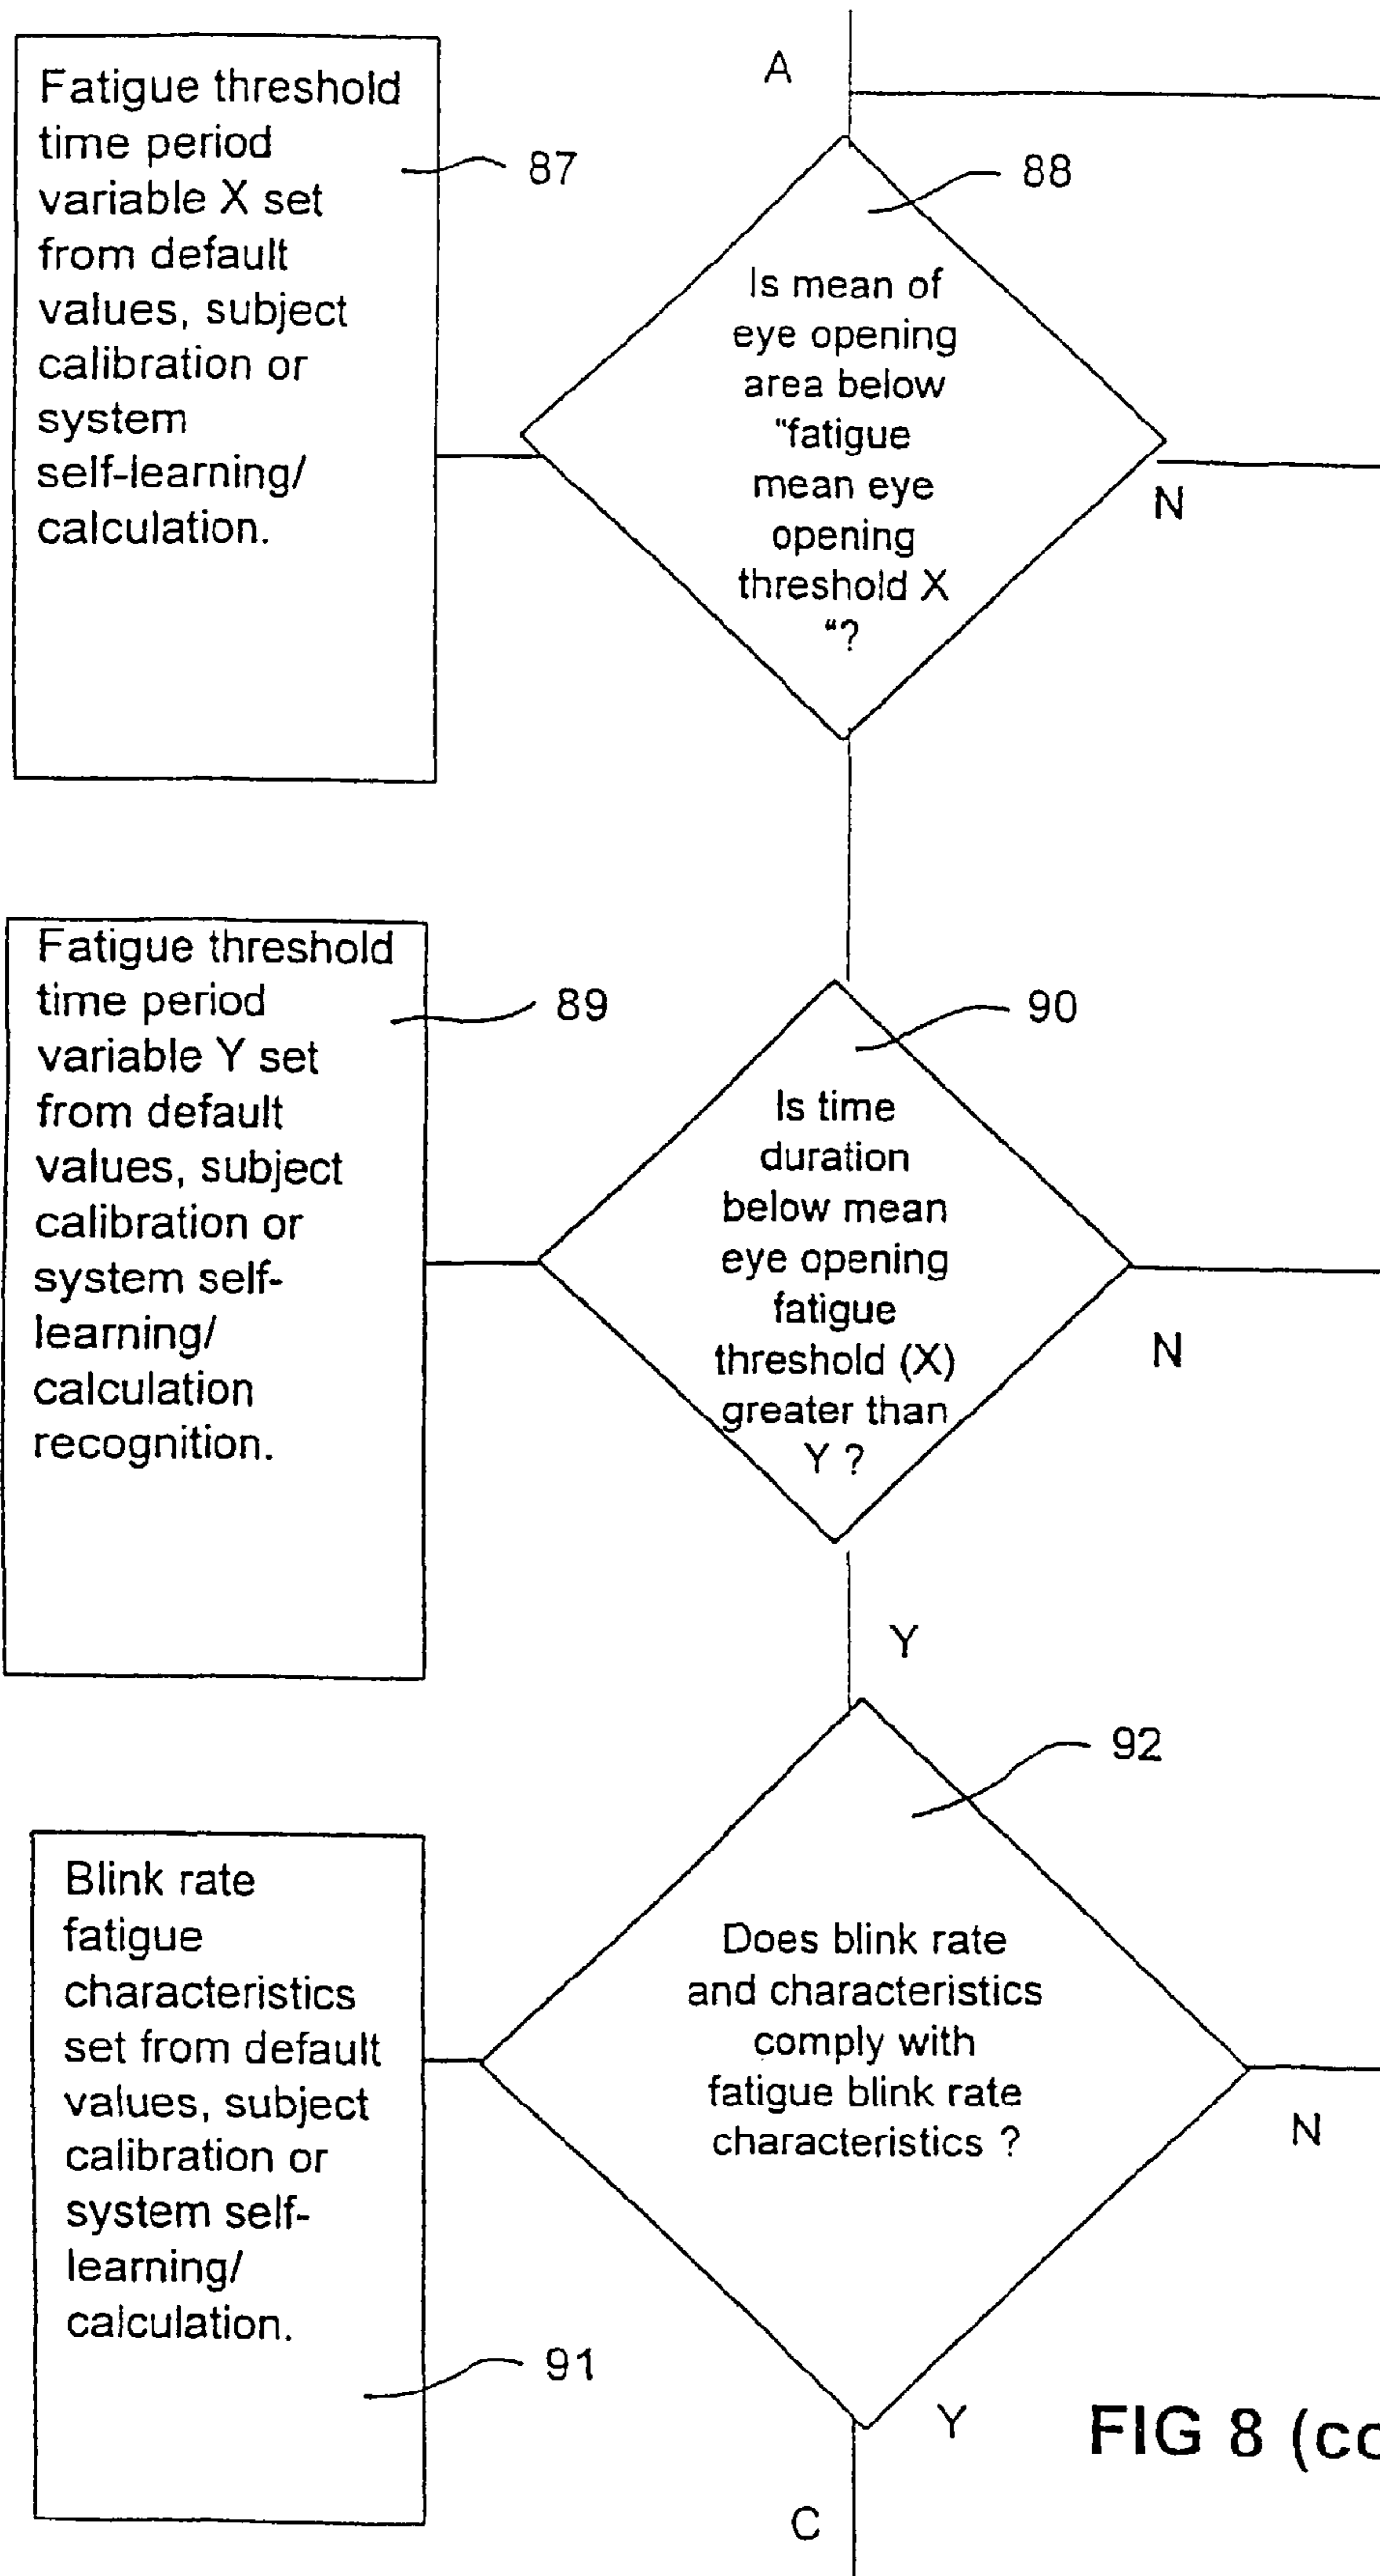 A
Fatigue threshold
time period
variable X set
from default
values, subject
calibration or
system
self-learning/
calculation.
87
88
Is mean of
eye opening
area below
"fatigue
mean eye
opening
threshold X
“?
N
Fatigue threshold
time period
variable Y set
from default
values, subject
calibration or
system self-
learning/
calculation
recognition.
89
90
Is time
duration
below mean
eye opening
fatigue
threshold (X)
greater than
Y ?
N
Y
Blink rate
fatigue
characteristics
set from default
values, subject
calibration or
system self-
learning/
calculation.
91
92
Does blink rate
and characteristics
comply with
fatigue blink rate
characteristics ?
N
Y
C
FIG 8 (co